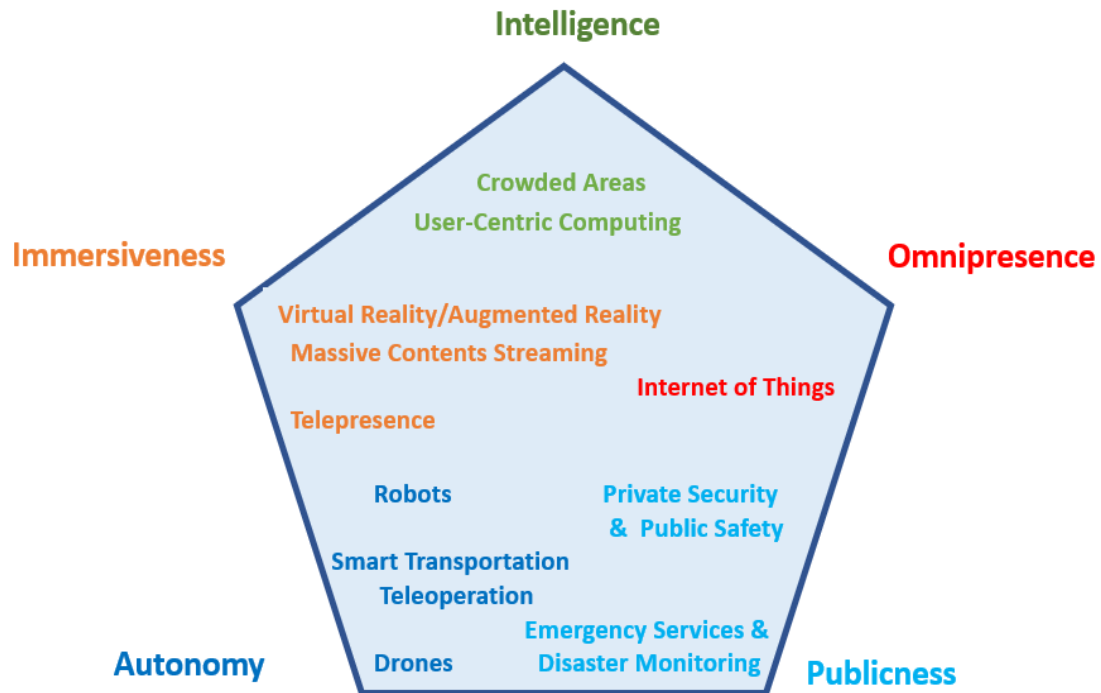 Intelligence
Crowded Areas
User-Centric Computing
Immersiveness
Omnipresence
Virtual Reality/Augmented Reality
Massive Contents Streaming
Internet of Things
Telepresence
Robots
Private Security
& Public Safety
Smart Transportation
Teleoperation
Emergency Services &
Disaster Monitoring
Autonomy
Drones
Publicness